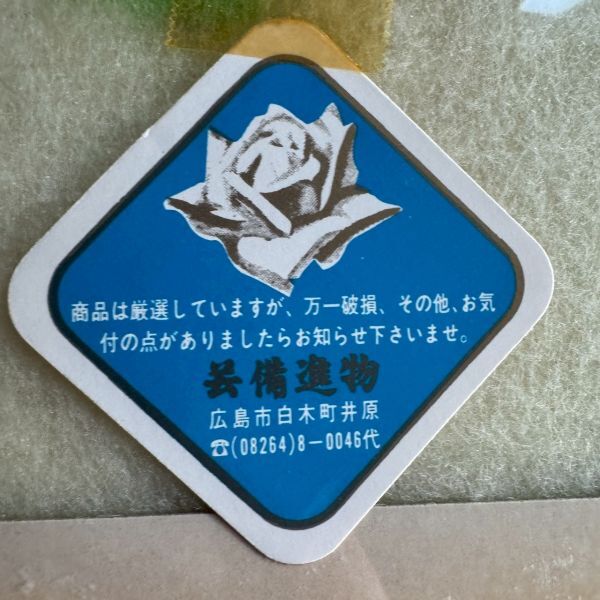 商品は厳選していますが、万一破損、その他、お気
付の点がありましたらお知らせ下さいませ。
芸備進物
広島市白木町井原
☎(08264)8-0046代